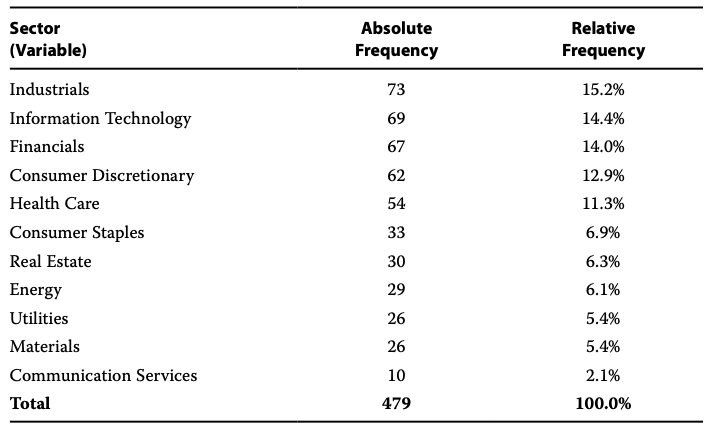 Sector Absolute Relative
(Variable) Frequency Frequency
Industrials 73 15.2%
Information Technology 69 14.4%
Financials 67 14.0%
Consumer Discretionary 62 12.9%
Health Care 54 11.3%
Consumer Staples 33 6.9%
Real Estate 30 6.3%
Energy 29 6.1%
Utilities 26 5.4%
Materials 26 5.4%
Communication Services 10 2.1%
Total 479 100.0%